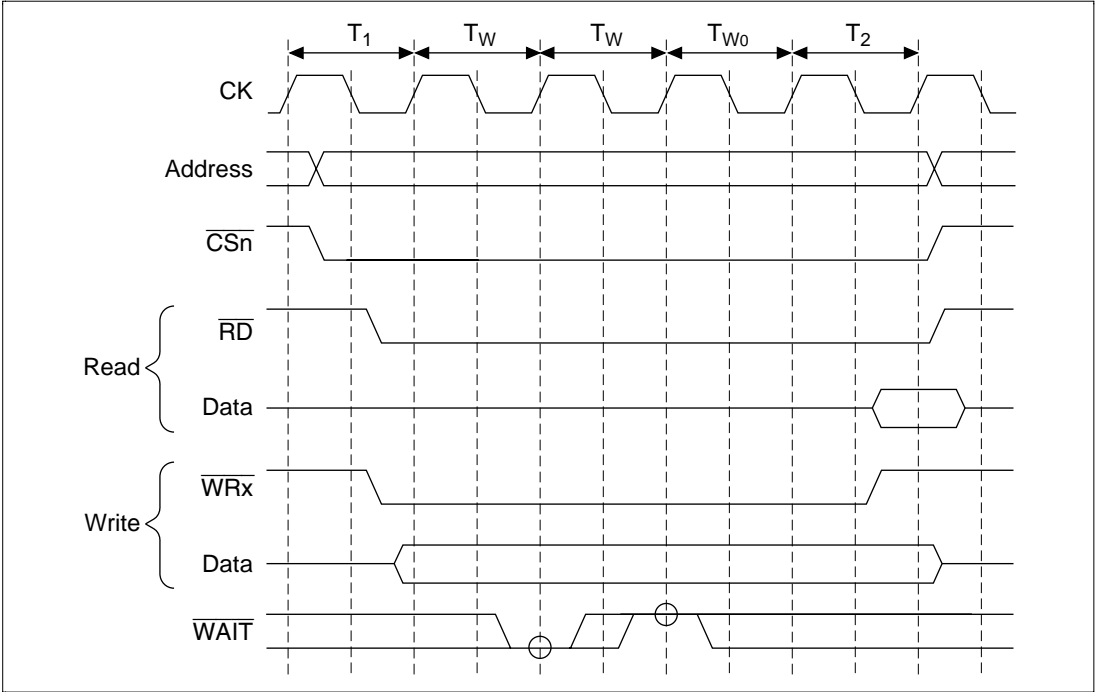 T1 TW TW TW0 T2
CK
Address
CSn
RD
Read
Data
WRx
Write
Data
WAIT